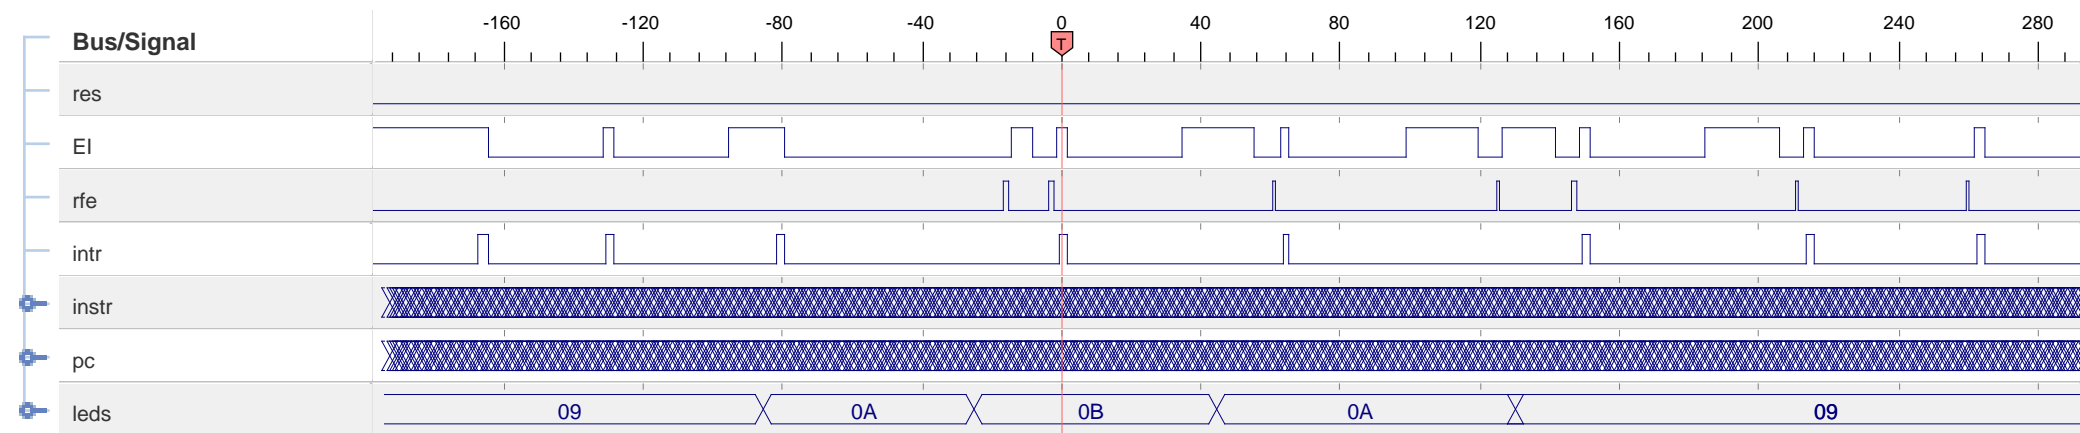 -160 -120 -80 -40 0 40 80 120 160 200 240 280
Bus/Signal
T
res
EI
rfe
intr
instr
pc
leds 09 0A 0B 0A 09